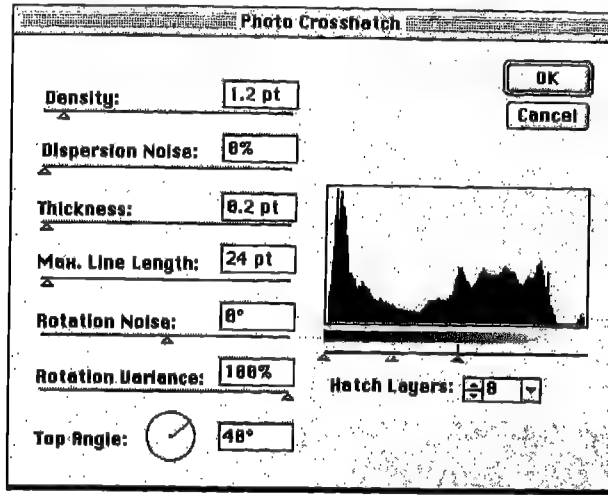 Photo Crosshatch
OK
Density: 1.2 pt
Cancel
Dispersion Noise: 0%
Thickness: 0.2 pt
Max. Line Length: 24 pt
Rotation Noise: 0°
Rotation Variance: 100%
Hatch Layers:
Top Angle: 40°